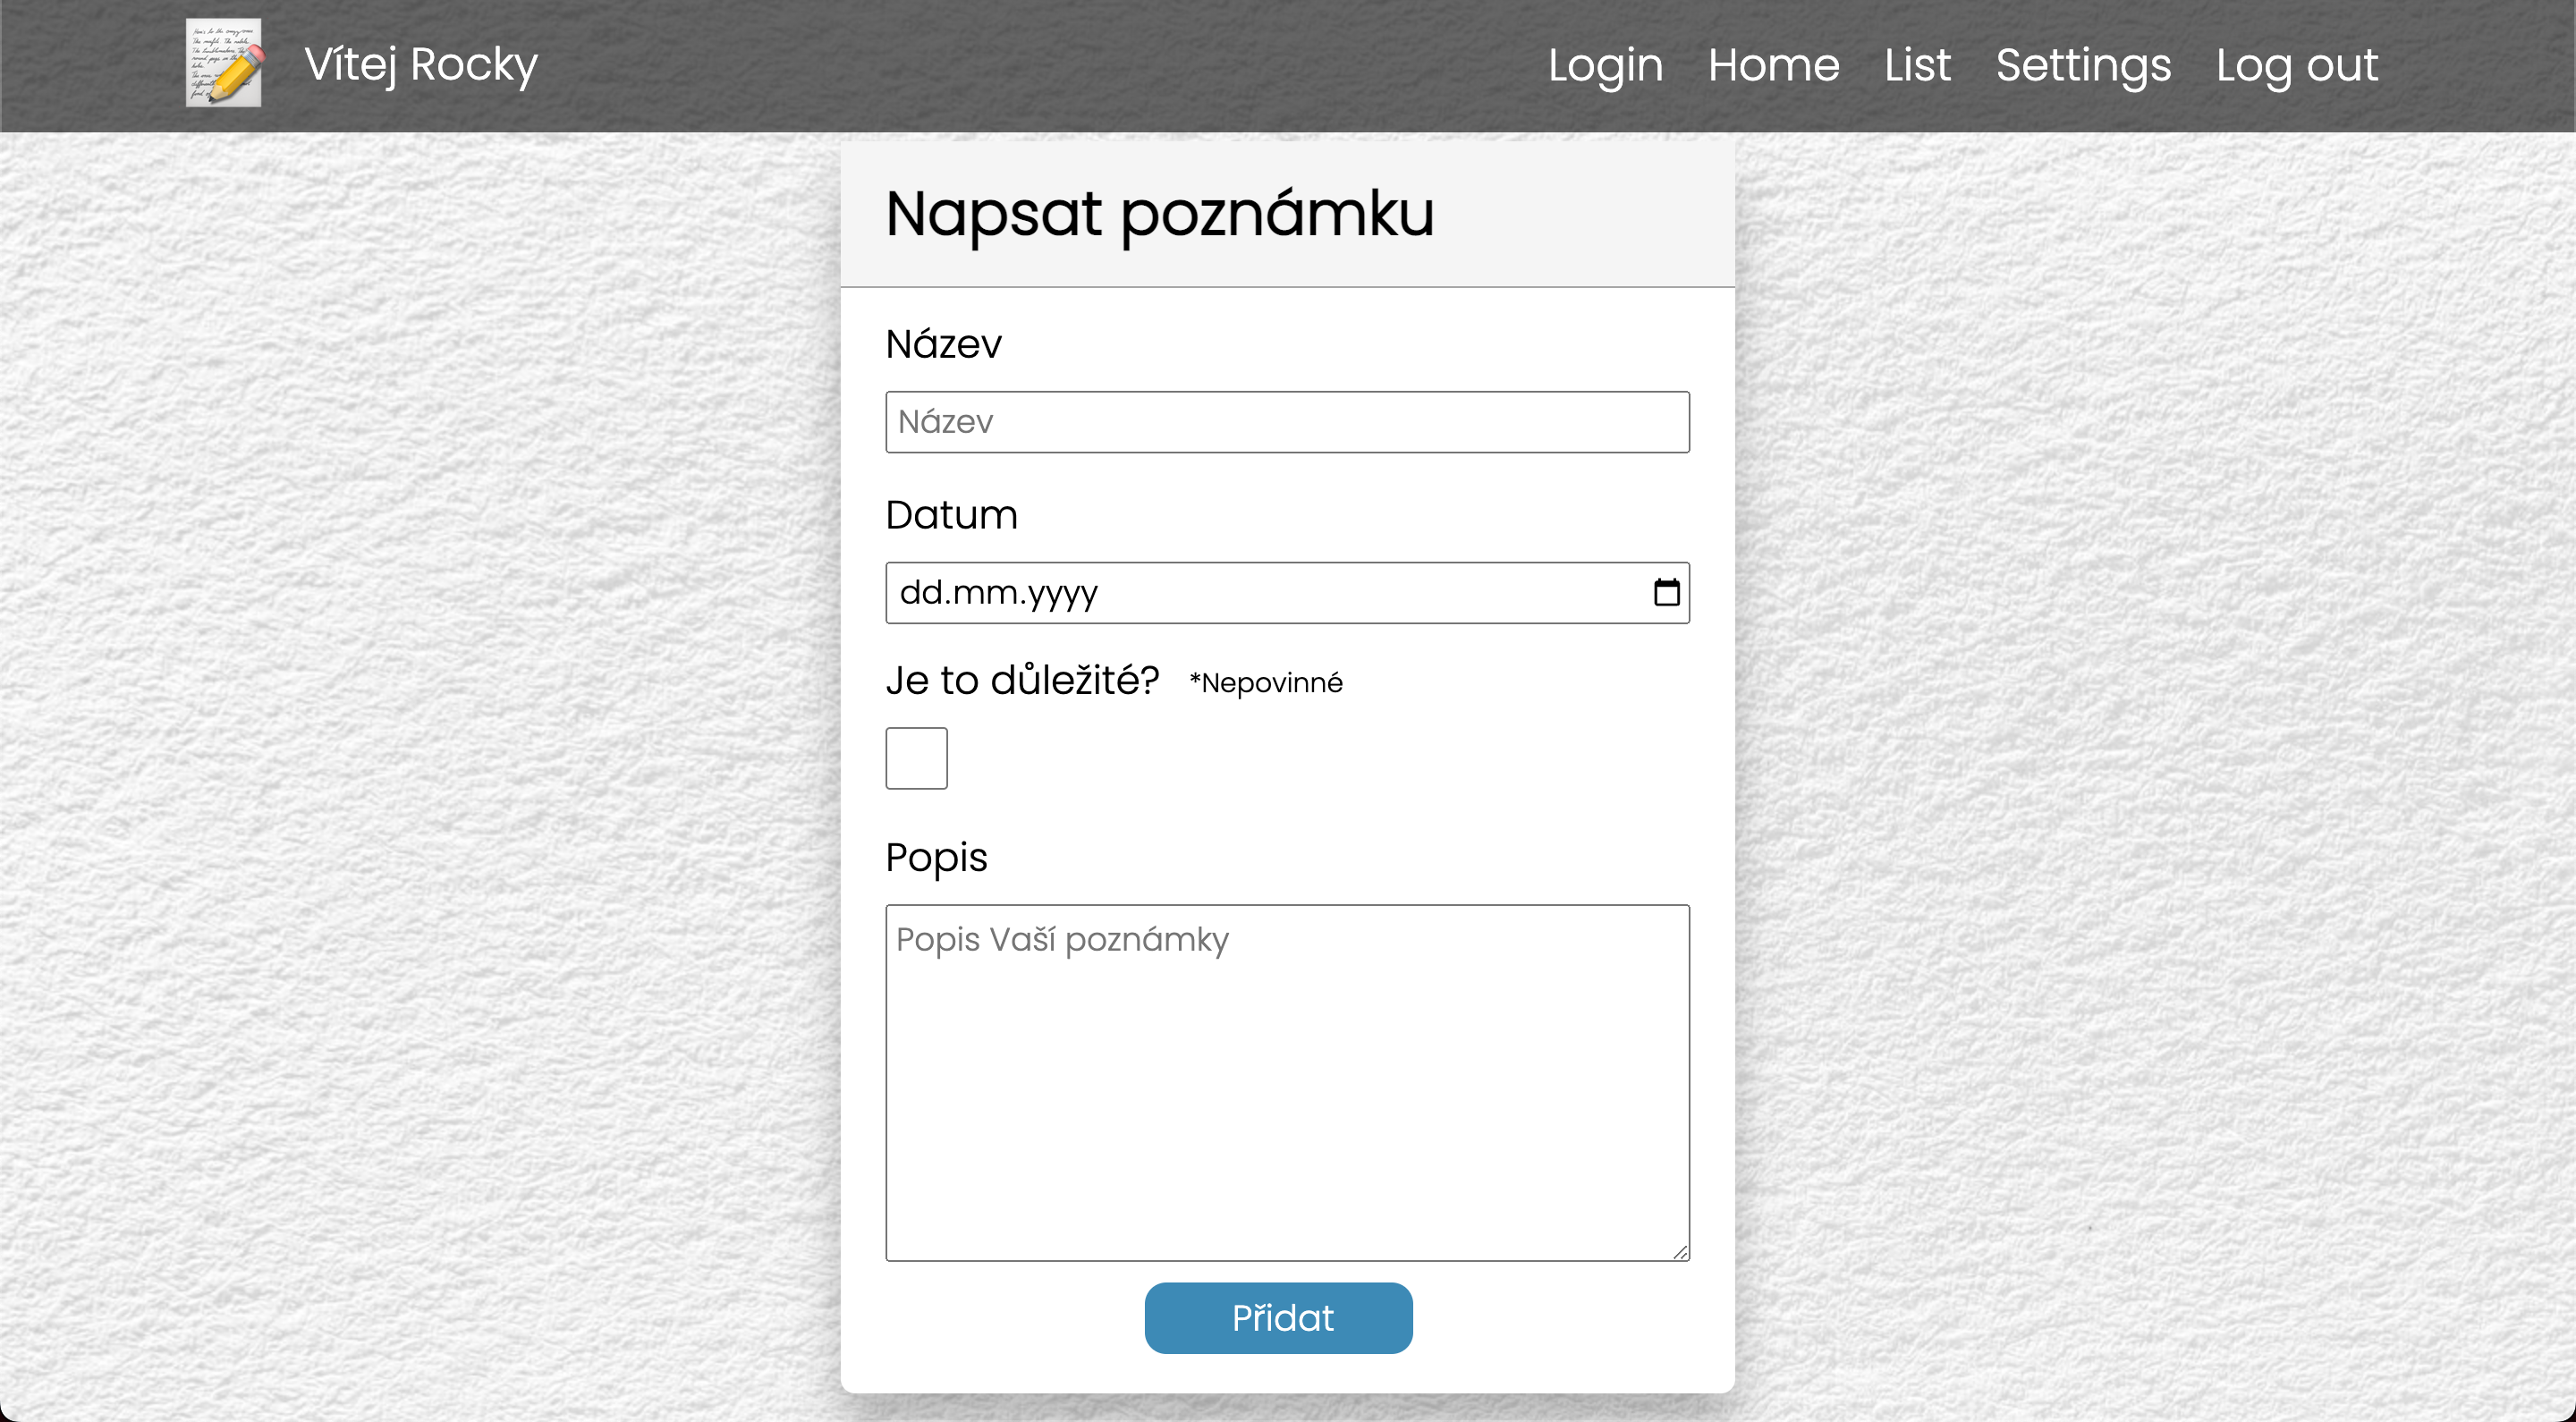 Vítej Rocky
Login Home List Settings Log out
Napsat poznámku
Název
Název
Datum
dd.mm.yyyy
Je to důležité? *Nepovinné
Popis
Popis Vaší poznámky
Přidat